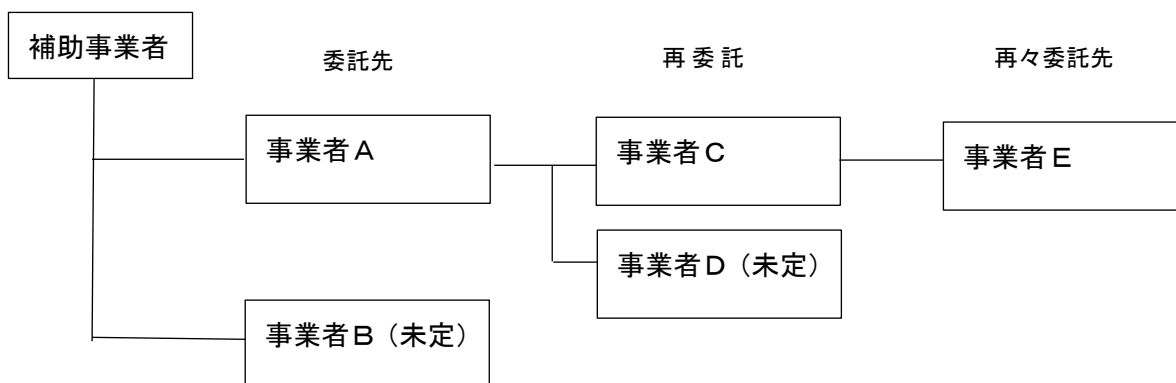 補助事業者
委託先
再委託
再々委託先
事業者A
事業者C
事業者E
事業者D（未定）
事業者B（未定）